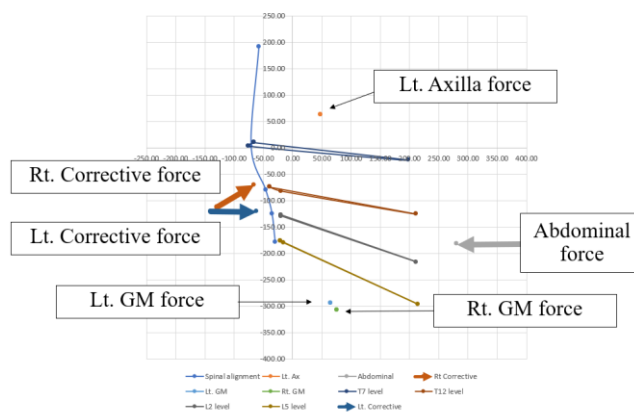 250.00
200.00
150.00
Lt. Axilla force
100.00
50.00
0.00
-250.00 -200.00 -150.00 -100.00 -50.00 0.00 50.00 100.00 150.00 200.00 250.00 300.00 350.00 400.00
Rt. Corrective force
-50.00
-100.00
Lt. Corrective force
-150.00
Abdominal
force
-200.00
-250.00
Lt. GM force
Rt. GM force
-300.00
-350.00
-400.00
Spinal alignment Lt. Ax Abdominal Rt Corrective
Lt. GM Rt. GM T7 level T12 level
L2 level L5 level Lt. Corrective